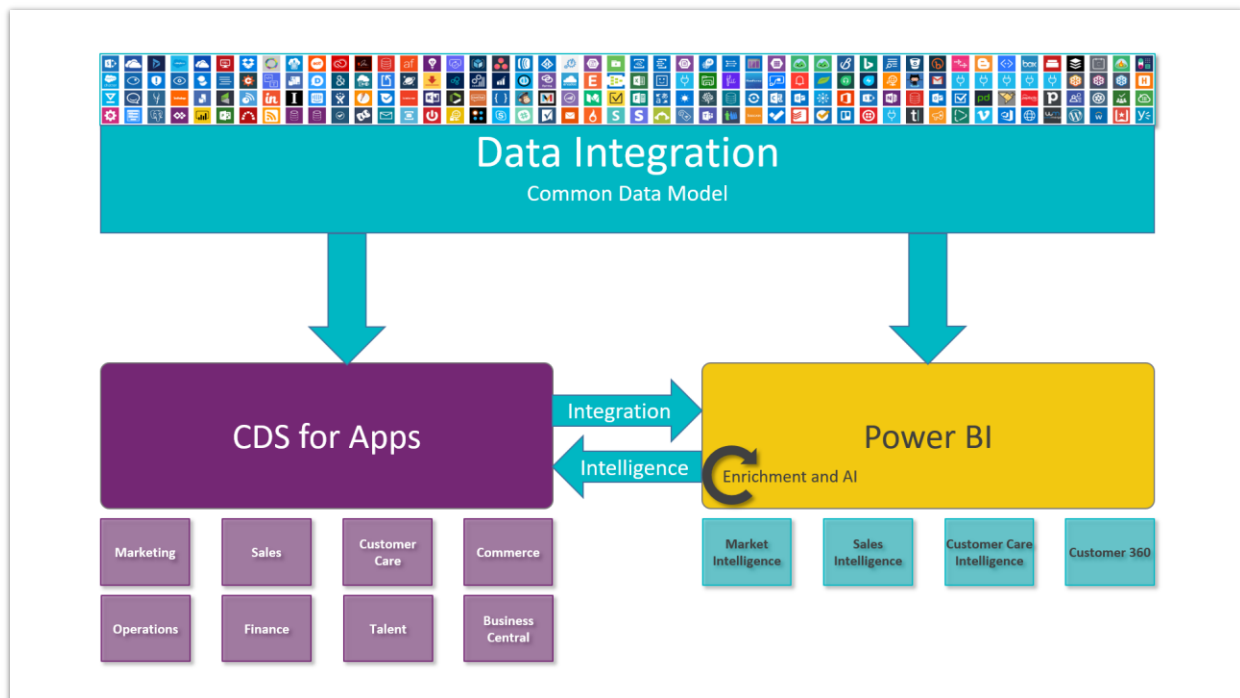 Data Integration
Common Data Model
CDS for Apps
Integration
Intelligence
Power BI
Enrichment and AI
Marketing
Sales
Customer
Care
Commerce
Operations
Finance
Talent
Business
Central
Market
Intelligence
Sales
Intelligence
Customer Care
Intelligence
Customer 360